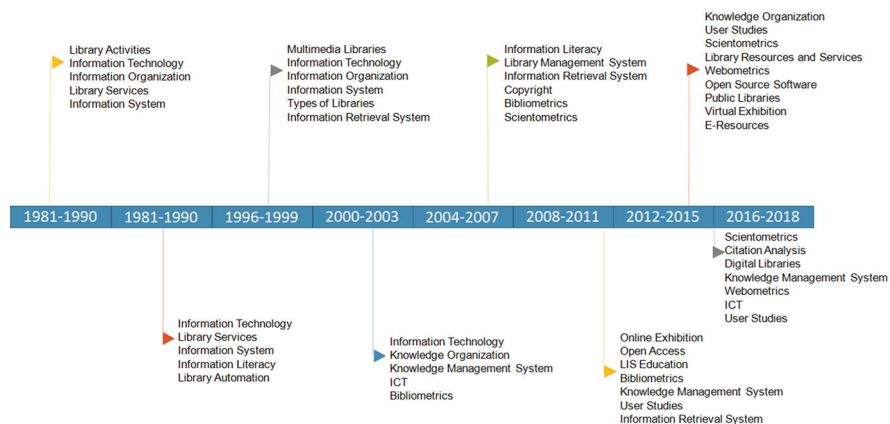 Library Activities
Information Technology
Information Organization
Library Services
Information System
Multimedia Libraries
Information Technology
Information Organization
Information System
Types of Libraries
Information Retrieval System
Information Literacy
Library Management System
Information Retrieval System
Copyright
Bibliometrics
Scientometrics
Knowledge Organization
User Studies
Scientometrics
Library Resources and Services
Webometrics
Open Source Software
Public Libraries
Virtual Exhibition
E-Resources
1981-1990
1981-1990
1996-1999
2000-2003
2004-2007
2008-2011
2012-2015
2016-2018
Information Technology
Library Services
Information System
Information Literacy
Library Automation
Information Technology
Knowledge Organization
Knowledge Management System
ICT
Bibliometrics
Online Exhibition
Open Access
LIS Education
Bibliometrics
Knowledge Management System
User Studies
Information Retrieval System
Scientometrics
Citation Analysis
Digital Libraries
Knowledge Management System
Webometrics
ICT
User Studies